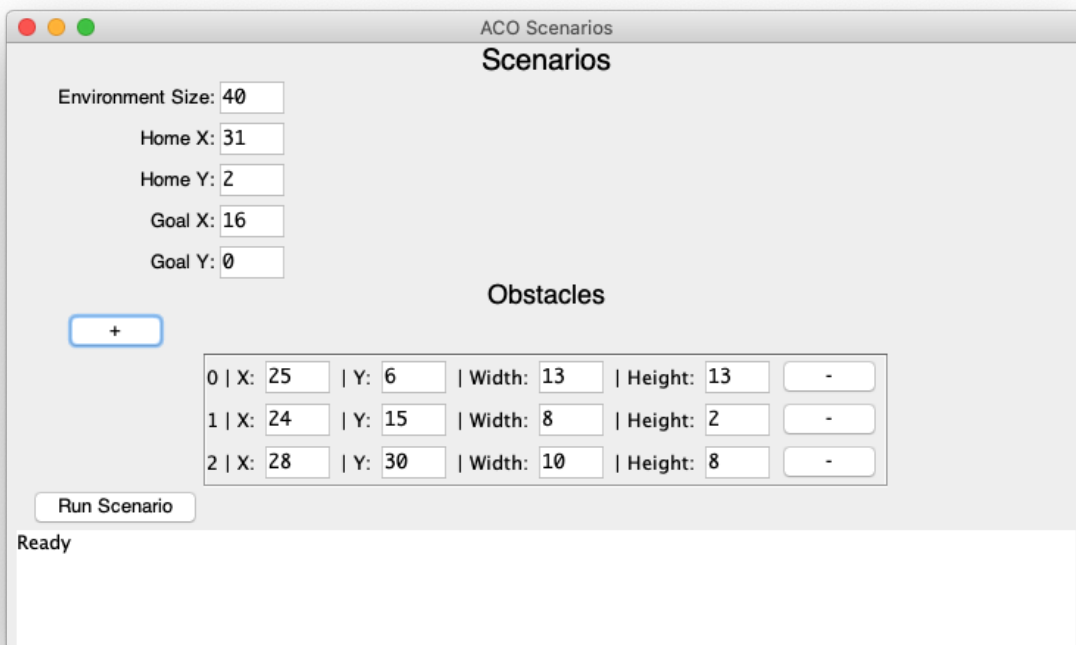 ACO Scenarios
Scenarios
Environment Size: 40
Home X: 31
Home Y: 2
Goal X: 16
Goal Y: 0
Obstacles
+
0 | X: 25 | Y: 6 | Width: 13 | Height: 13 -
1 | X: 24 | Y: 15 | Width: 8 | Height: 2 -
2 | X: 28 | Y: 30 | Width: 10 | Height: 8 -
Run Scenario
Ready